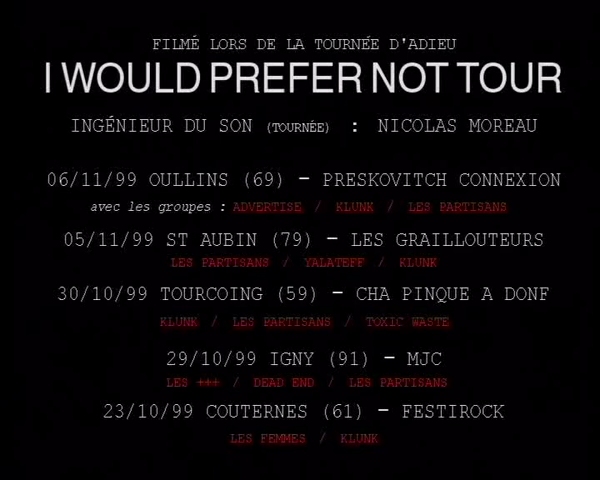 FILMÉ LORS DE LA TOURNÉE D'ADIEU
I WOULD PREFER NOT TOUR
INGÉNIEUR DU SON (TOURNÉE) : NICOLAS MOREAU
06/11/99 OULLINS (69) – PRESKOVITCH CONNEXION
avec les groupes : ADVERTISE / KLUNK / LES PARTISANS
05/11/99 ST AUBIN (79) – LES GRAILLOUTEURS
LES PARTISANS / YALATEFF / KLUNK
30/10/99 TOURCOING (59) – CHA PINQUE A DONF
KLUNK / LES PARTISANS / TOXIC WASTE
29/10/99 IGNY (91) – MJC
LES +++ / DEAD END / LES PARTISANS
23/10/99 COUTERNES (61) – FESTIROCK
LES FEMMES / KLUNK